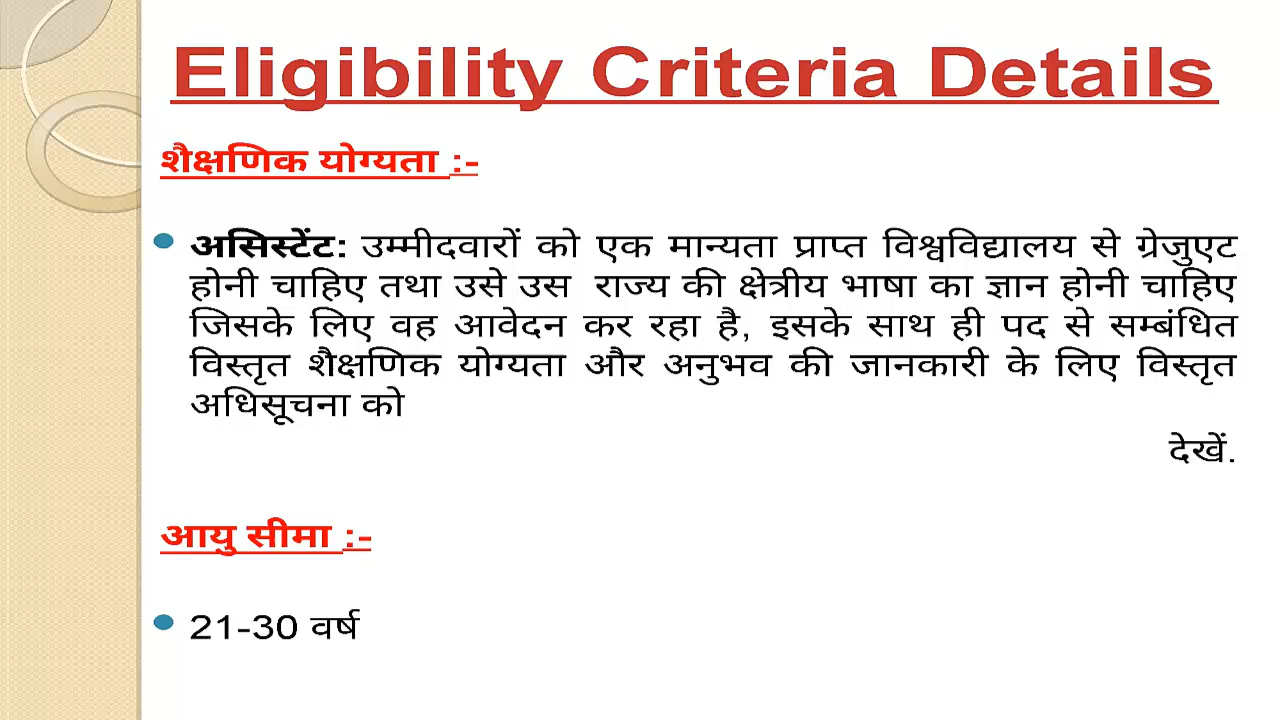 Eligibility Criteria Details
शैक्षणिक योग्यता :-
असिस्टेंट: उम्मीदवारों को एक मान्यता प्राप्त विश्वविद्यालय से ग्रेजुएट
होनी चाहिए तथा उसे उस राज्य की क्षेत्रीय भाषा का ज्ञान होनी चाहिए
जिसके लिए वह आवेदन कर रहा है, इसके साथ ही पद से सम्बंधित
विस्तृत शैक्षणिक योग्यता और अनुभव की जानकारी के लिए विस्तृत
अधिसूचना को
देखें.
आयु सीमा :-
21-30 वर्ष